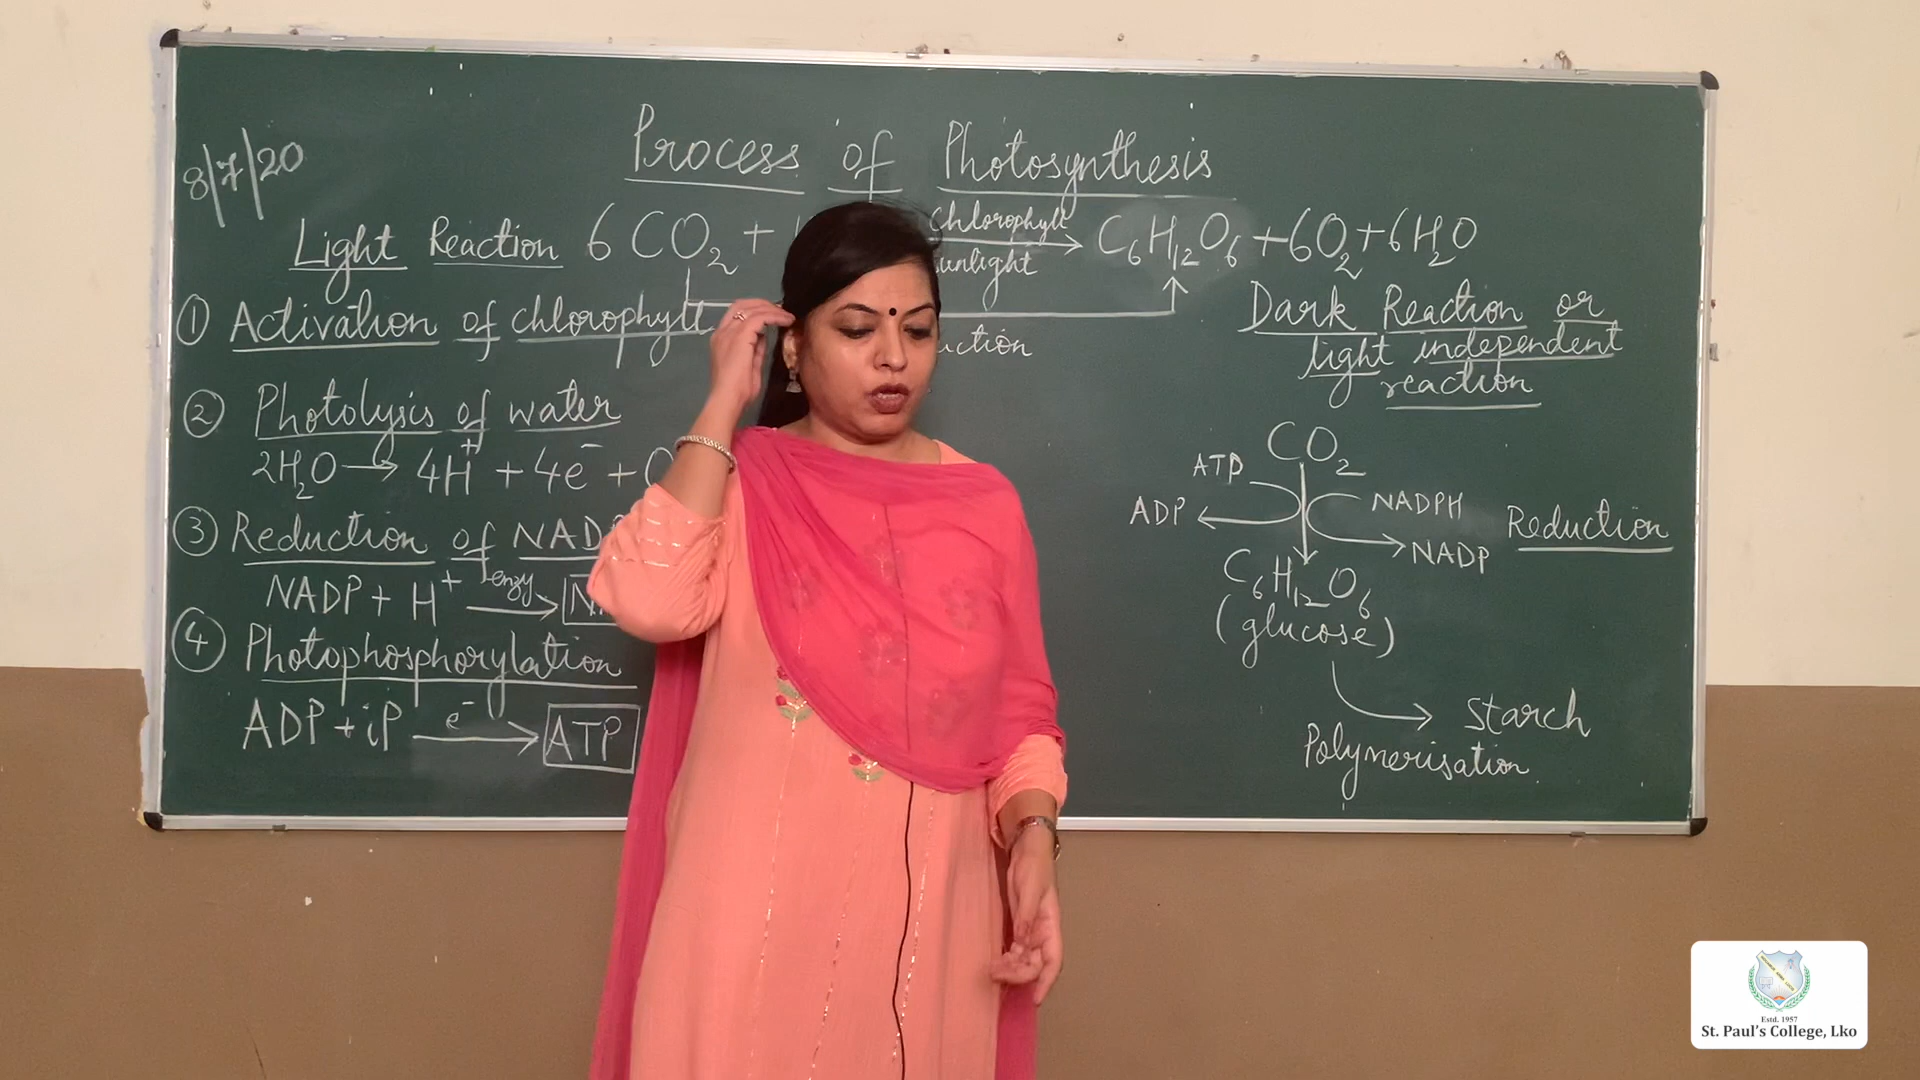 8/7/20
Process of Photosynthesis
Light Reaction 6 CO2 + chlorophyll → C6H12O6 + 6O2 + 6H2O
unlight
① Activation of chlorophyll
uction
② Photolysis of water
2H2O → 4H+ + 4e- + O
③ Reduction of NADP
NADP + H+ enzy →
④ Photophosphorylation
ADP + iP e- → ATP
Dark Reaction or
light independent
reaction
CO2
ATP
ADP
NADPH
NADP
Reduction
C6H12O6
(glucose)
Starch
Polymerisation
Estd. 1957
St. Paul's College, Lko